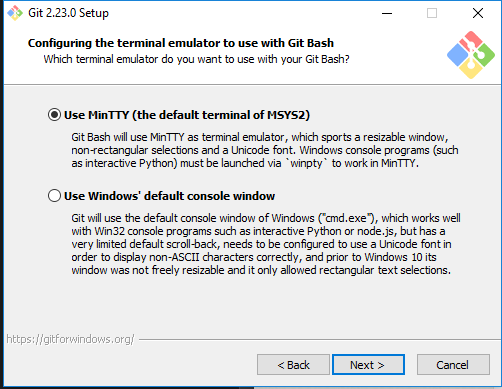 Git 2.23.0 Setup
Configuring the terminal emulator to use with Git Bash
Which terminal emulator do you want to use with your Git Bash?
Use MinTTY (the default terminal of MSYS2)
Git Bash will use MinTTY as terminal emulator, which sports a resizable window,
non-rectangular selections and a Unicode font. Windows console programs (such
as interactive Python) must be launched via `winpty` to work in MinTTY.
Use Windows' default console window
Git will use the default console window of Windows ("cmd.exe"), which works well
with Win32 console programs such as interactive Python or node.js, but has a
very limited default scroll-back, needs to be configured to use a Unicode font in
order to display non-ASCII characters correctly, and prior to Windows 10 its
window was not freely resizable and it only allowed rectangular text selections.
https://gitforwindows.org/
< Back
Next >
Cancel